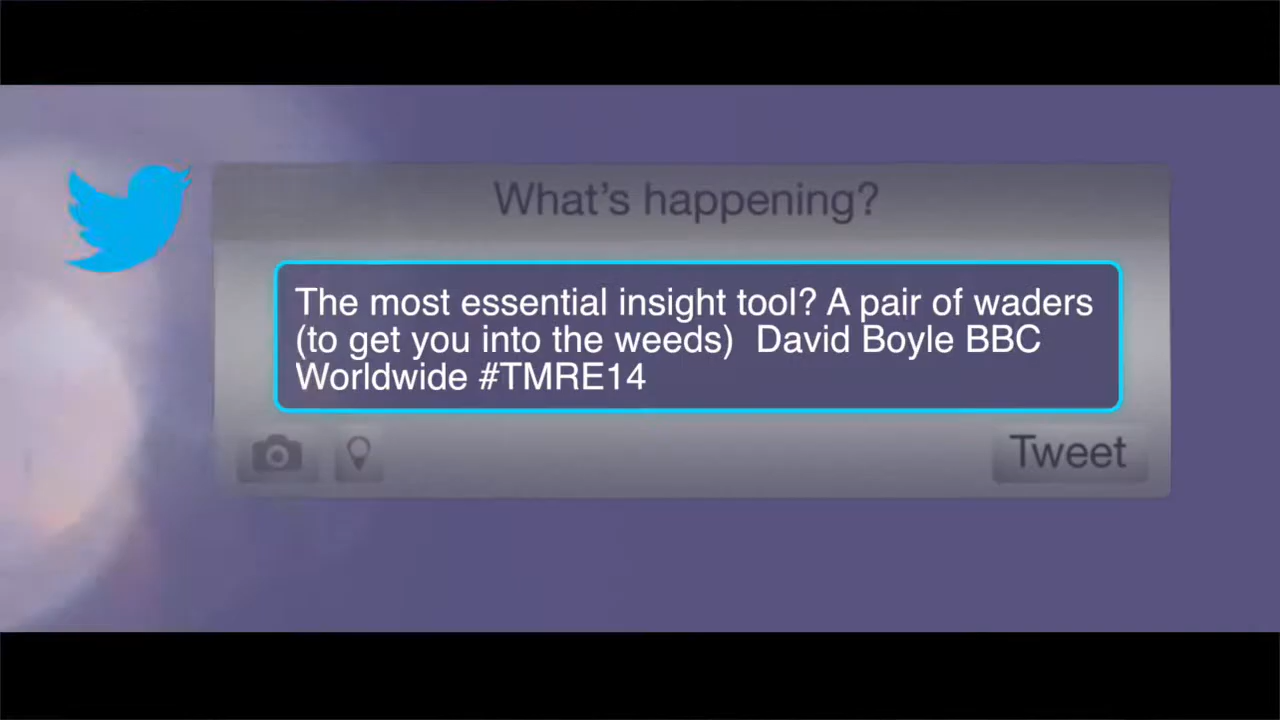 What's happening?
The most essential insight tool? A pair of waders
(to get you into the weeds)  David Boyle BBC
Worldwide #TMRE14
Tweet